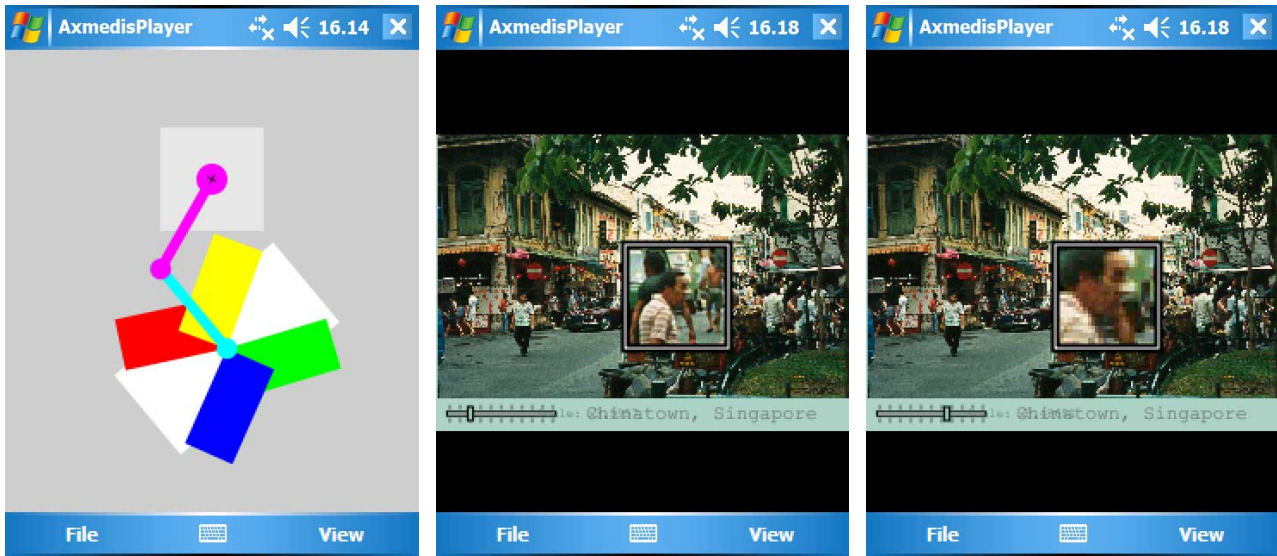 AxmedisPlayer 16.14 X
File View
AxmedisPlayer 16.18 X
Chinatown, Singapore
File View
AxmedisPlayer 16.18 X
Chinatown, Singapore
File View